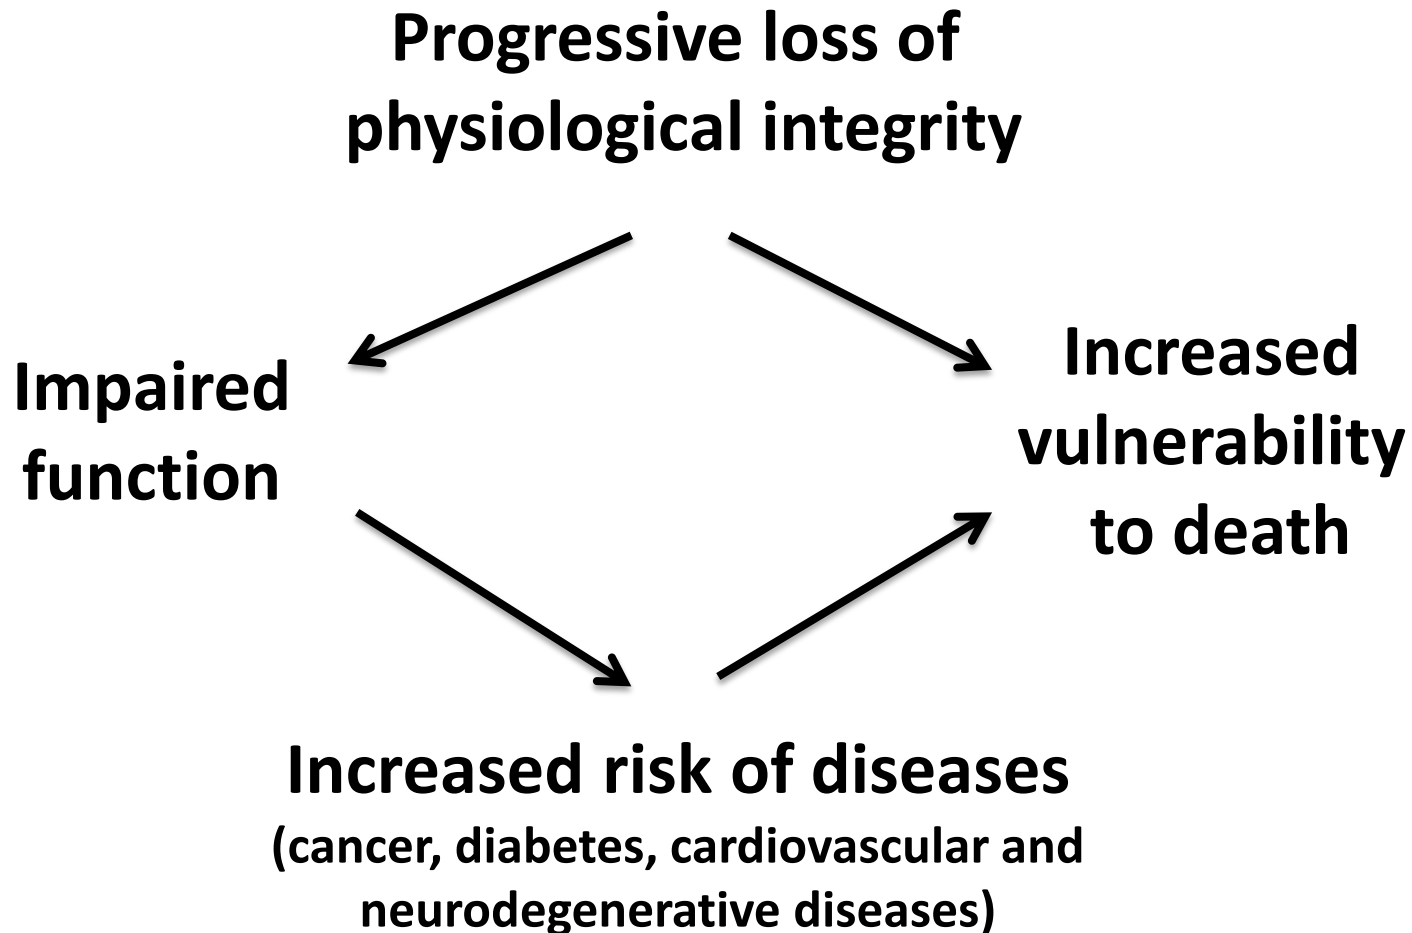 Progressive loss of
physiological integrity
Impaired
function
Increased
vulnerability
to death
Increased risk of diseases
(cancer, diabetes, cardiovascular and
neurodegenerative diseases)